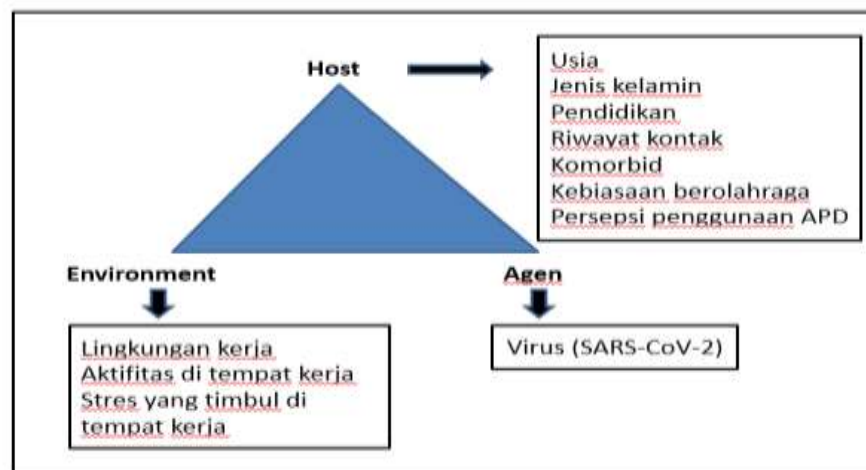 Host
Usia
Jenis kelamin
Pendidikan
Riwayat kontak
Komorbid
Kebiasaan berolahraga
Persepsi penggunaan APD
Environment
Agen
Lingkungan kerja
Aktifitas di tempat kerja
Stres yang timbul di
tempat kerja
Virus (SARS-CoV-2)